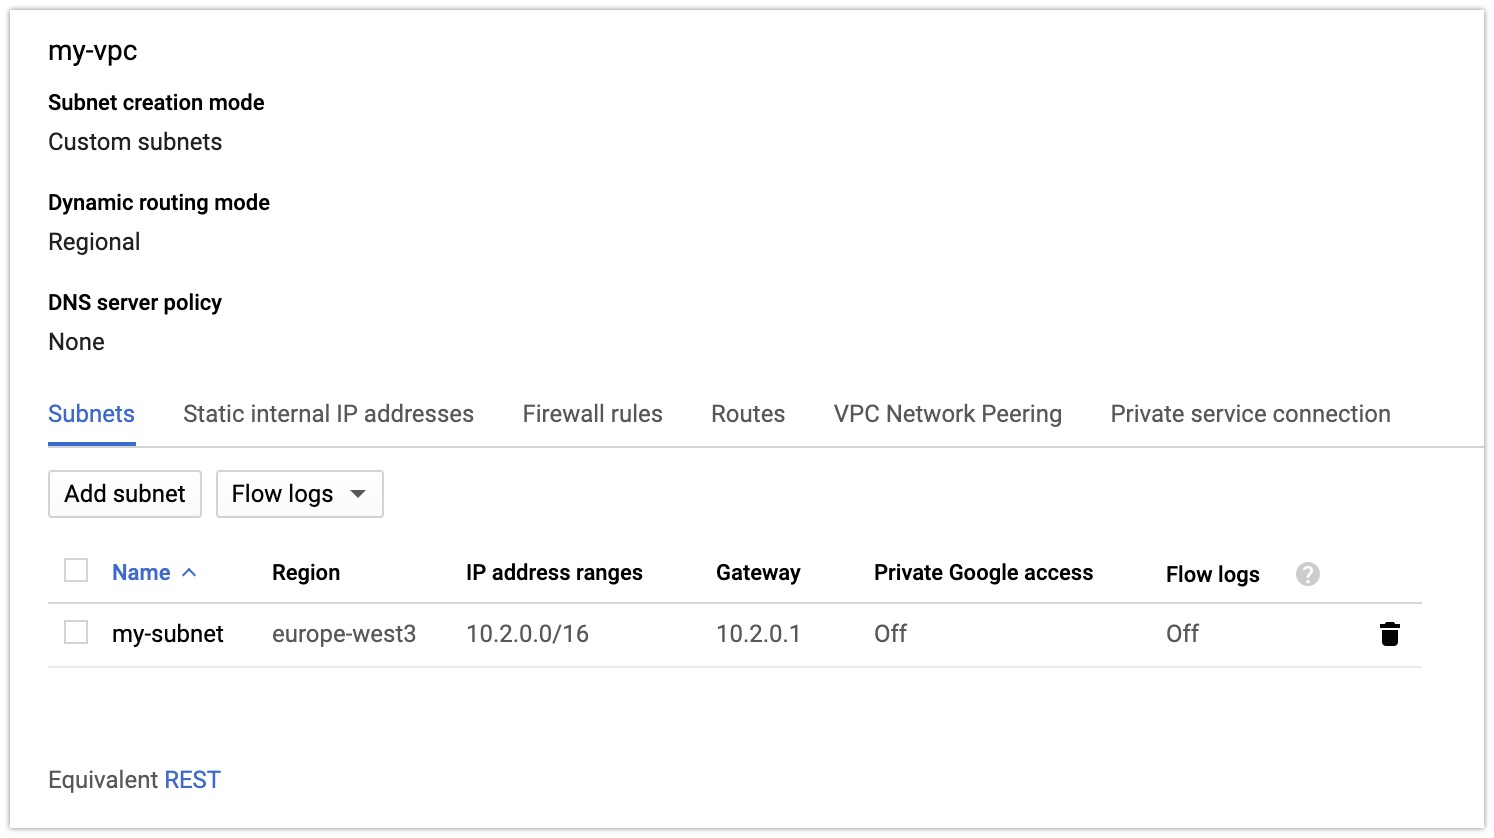 my-vpc
Subnet creation mode
Custom subnets
Dynamic routing mode
Regional
DNS server policy
None
Subnets Static internal IP addresses Firewall rules Routes VPC Network Peering Private service connection
Add subnet Flow logs
Name Region IP address ranges Gateway Private Google access Flow logs ?
my-subnet europe-west3 10.2.0.0/16 10.2.0.1 Off Off
Equivalent REST